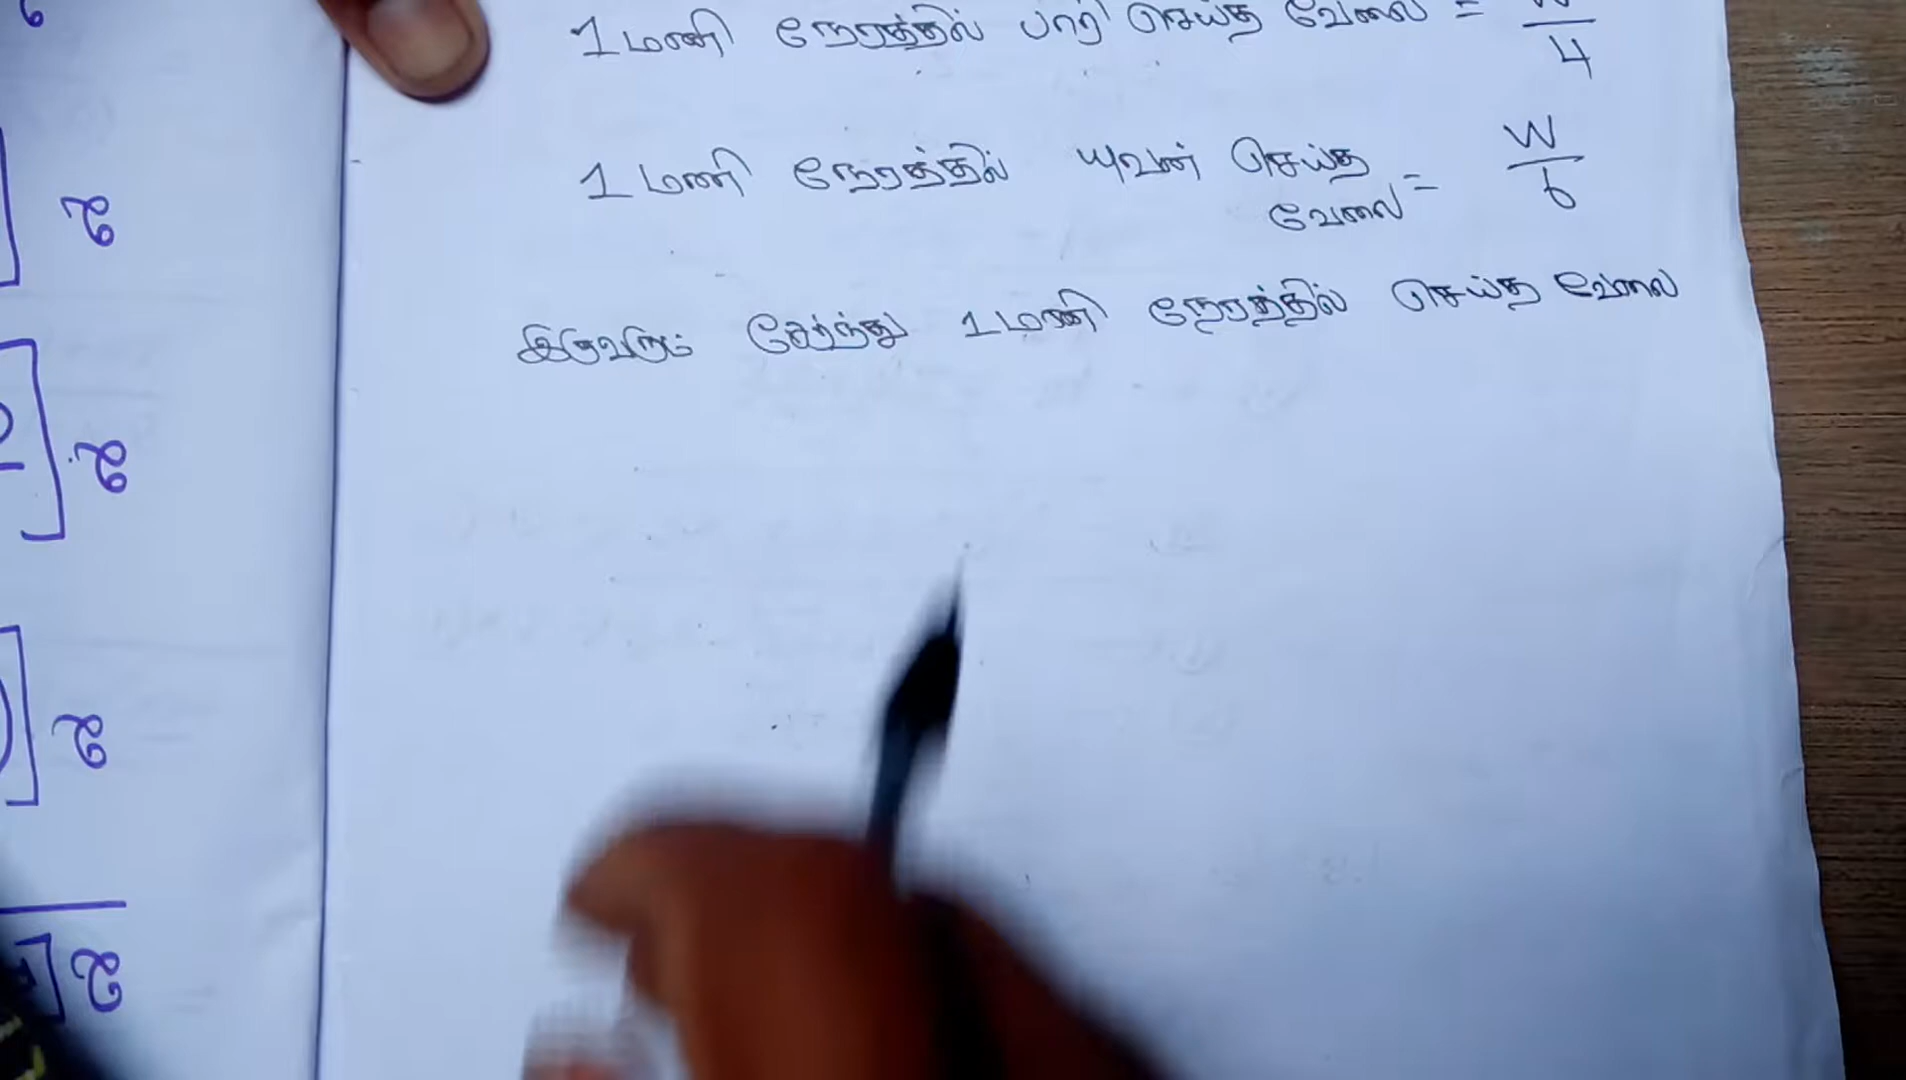 1 மணி நேரத்தில் பாரி செய்த வேலை = W/4
1 மணி நேரத்தில் யுவன் செய்த வேலை = W/6
இருவரும் சேர்ந்து 1 மணி நேரத்தில் செய்த வேலை